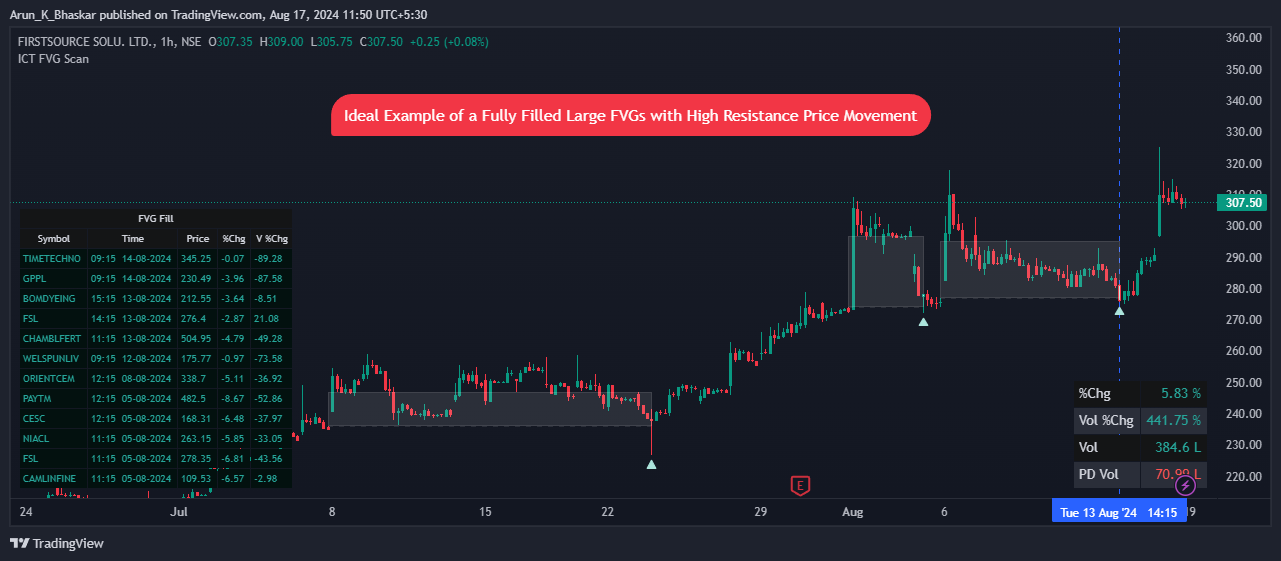 Arun_K_Bhaskar published on TradingView.com, Aug 17, 2024 11:50 UTC+5:30
FIRSTSOURCE SOLU. LTD., 1h, NSE O307.35 H309.00 L305.75 C307.50 +0.25 (+0.08%)
ICT FVG Scan
Ideal Example of a Fully Filled Large FVGs with High Resistance Price Movement
360.00
350.00
340.00
330.00
320.00
310.00
307.50
300.00
290.00
280.00
270.00
260.00
250.00
240.00
230.00
220.00
FVG Fill
Symbol Time Price %Chg V %Chg
TIMETECHNO 09:15 14-08-2024 345.25 -0.07 -89.28
GPPL 09:15 14-08-2024 230.49 -3.96 -87.58
BOMDYEING 15:15 13-08-2024 212.55 -3.64 -8.51
FSL 14:15 13-08-2024 276.4 -2.87 21.08
CHAMBLFERT 11:15 13-08-2024 504.95 -4.79 -49.28
WELSPUNLIV 09:15 12-08-2024 175.77 -0.97 -73.58
ORIENTCEM 12:15 08-08-2024 338.7 -5.11 -36.92
PAYTM 12:15 05-08-2024 482.5 -8.67 -52.86
CESC 12:15 05-08-2024 168.31 -6.48 -37.97
NIACL 11:15 05-08-2024 263.15 -5.85 -33.05
FSL 11:15 05-08-2024 278.35 -6.81 -43.56
CAMLINFINE 11:15 05-08-2024 109.53 -6.57 -2.98
%Chg 5.83 %
Vol %Chg 441.75 %
Vol 384.6 L
PD Vol 70.99 L
E
24 Jul 8 15 22 29 Aug 6 Tue 13 Aug '24 14:15 19
TradingView